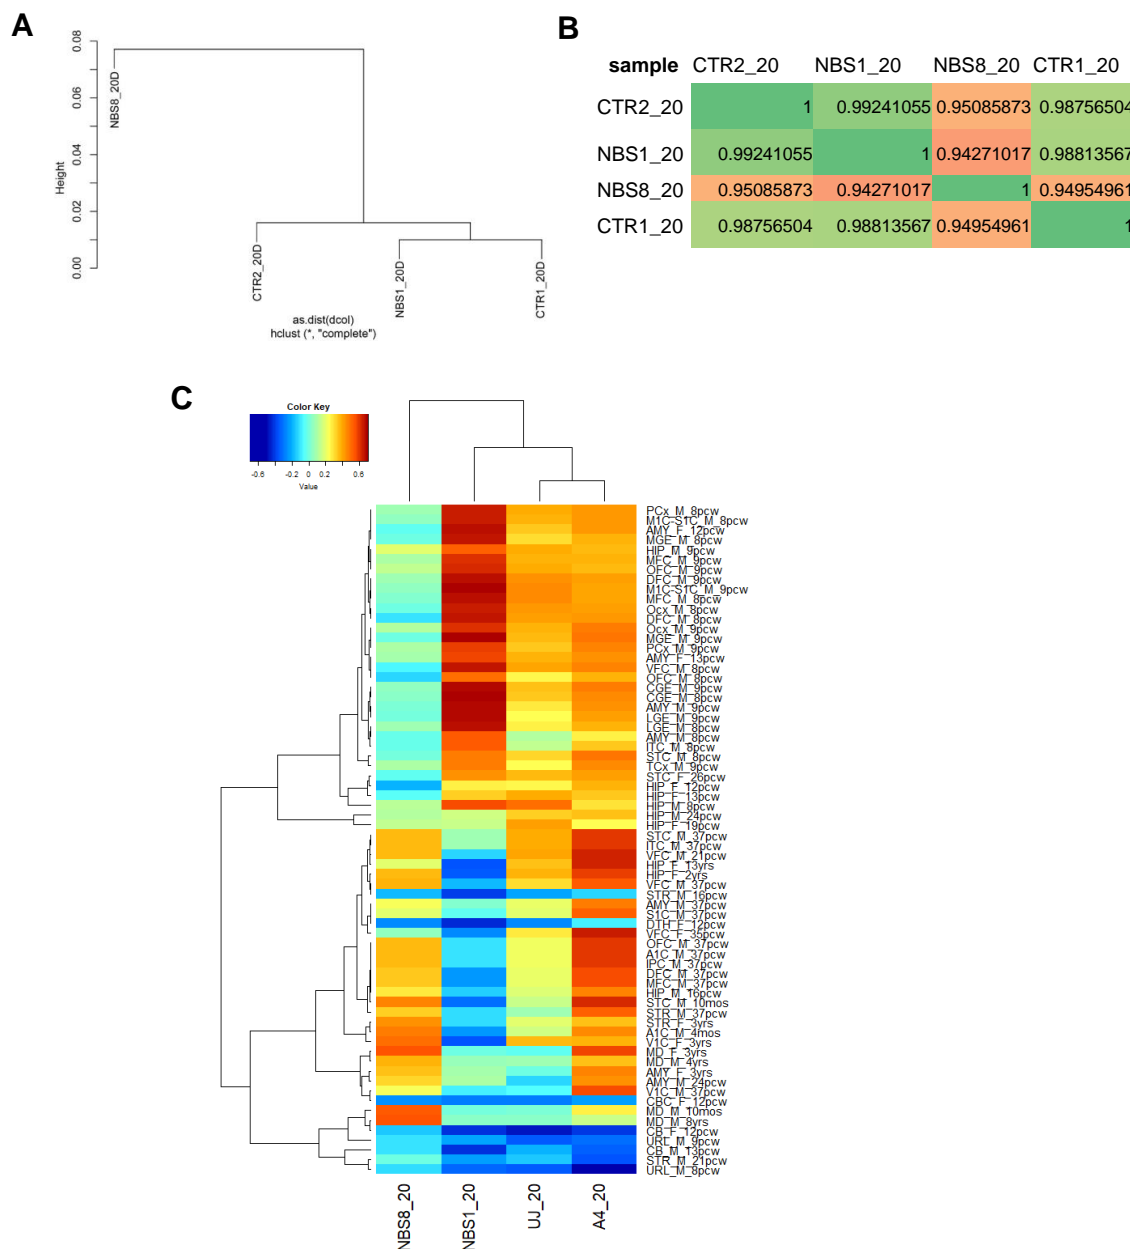 A
B
0.08
0.06
0.04
0.02
0.00
Height
NBS8_20D
CTR2_20D
NBS1_20D
CTR1_20D
as.dist(dcol)
hclust (*, "complete")
sample CTR2_20 NBS1_20 NBS8_20 CTR1_20
CTR2_20 1 0.99241055 0.95085873 0.98756504
NBS1_20 0.99241055 1 0.94271017 0.98813567
NBS8_20 0.95085873 0.94271017 1 0.94954961
CTR1_20 0.98756504 0.98813567 0.94954961 1
C
Color Key
-0.6 -0.2 0 0.2 0.6
Value
PCx_M_8pcw
M1C-S1C_M_8pcw
AMY_F_12pcw
MGE_M_8pcw
HIP_M_9pcw
MFC_M_9pcw
OFC_M_9pcw
DFC_M_9pcw
M1C-S1C_M_9pcw
MFC_M_8pcw
Ocx_M_8pcw
DFC_M_8pcw
Ocx_M_9pcw
MGE_M_9pcw
PCx_M_9pcw
AMY_F_13pcw
VFC_M_8pcw
OFC_M_8pcw
CGE_M_9pcw
CGE_M_8pcw
AMY_M_9pcw
LGE_M_9pcw
LGE_M_8pcw
AMY_M_8pcw
ITC_M_8pcw
STC_M_8pcw
TCx_M_9pcw
STC_F_26pcw
HIP_F_12pcw
HIP_F_13pcw
HIP_M_8pcw
HIP_M_24pcw
HIP_F_19pcw
STC_M_37pcw
ITC_M_37pcw
VFC_M_21pcw
HIP_F_13yrs
HIP_F_2yrs
VFC_M_37pcw
STR_M_16pcw
AMY_M_37pcw
S1C_M_37pcw
DTH_F_12pcw
VFC_F_35pcw
OFC_M_37pcw
A1C_M_37pcw
IPC_M_37pcw
DFC_M_37pcw
MFC_M_37pcw
HIP_M_16pcw
STC_M_10mos
STR_M_37pcw
STR_F_3yrs
A1C_M_4mos
V1C_F_3yrs
MD_F_3yrs
MD_M_4yrs
AMY_F_3yrs
AMY_M_24pcw
V1C_M_37pcw
CBC_F_12pcw
MD_M_10mos
MD_M_8yrs
CB_F_12pcw
URL_M_9pcw
CB_M_13pcw
STR_M_21pcw
URL_M_8pcw
NBS8_20
NBS1_20
UJ_20
A4_20